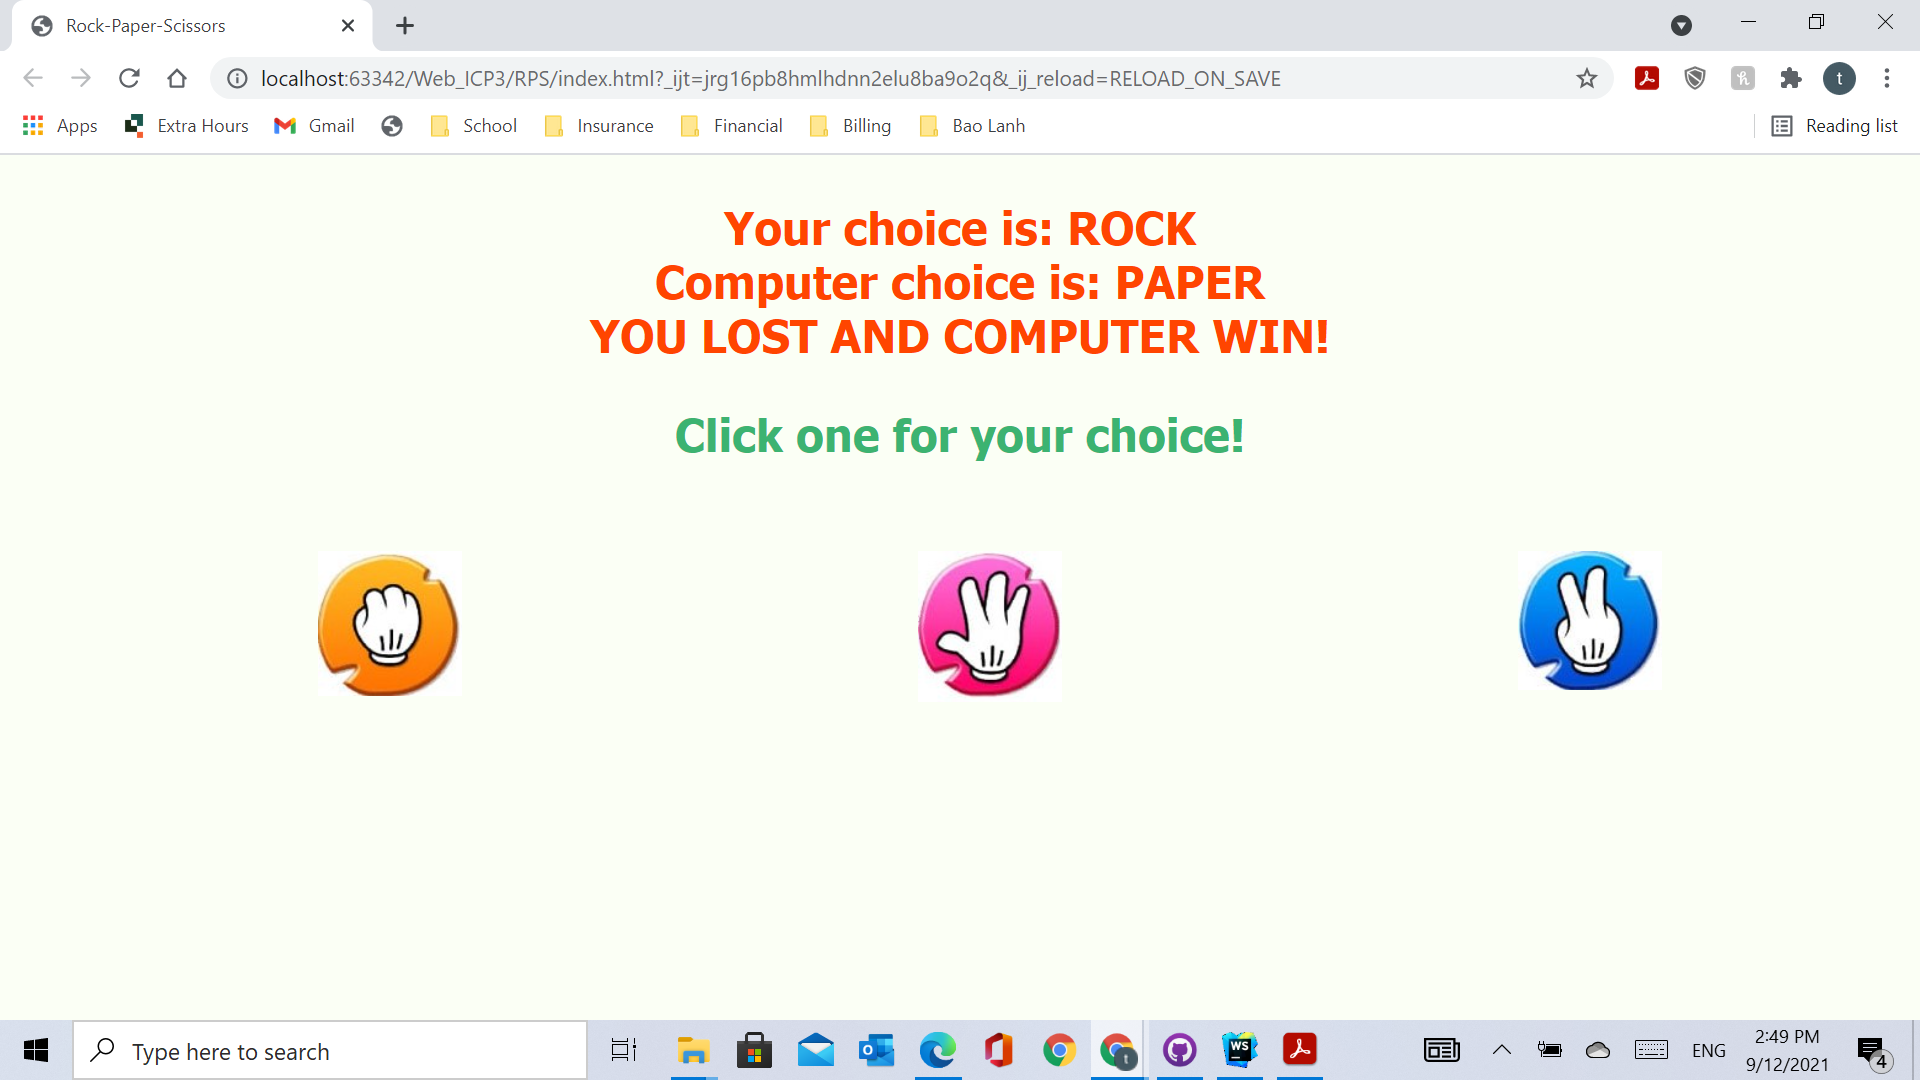 Rock-Paper-Scissors
localhost:63342/Web_ICP3/RPS/index.html?_ijt=jrg16pb8hmlhdnn2elu8ba9o2q&_ij_reload=RELOAD_ON_SAVE
t
Apps Extra Hours Gmail School Insurance Financial Billing Bao Lanh Reading list
Your choice is: ROCK
Computer choice is: PAPER
YOU LOST AND COMPUTER WIN!
Click one for your choice!
Type here to search
t
WS
ENG
2:49 PM
9/12/2021
4